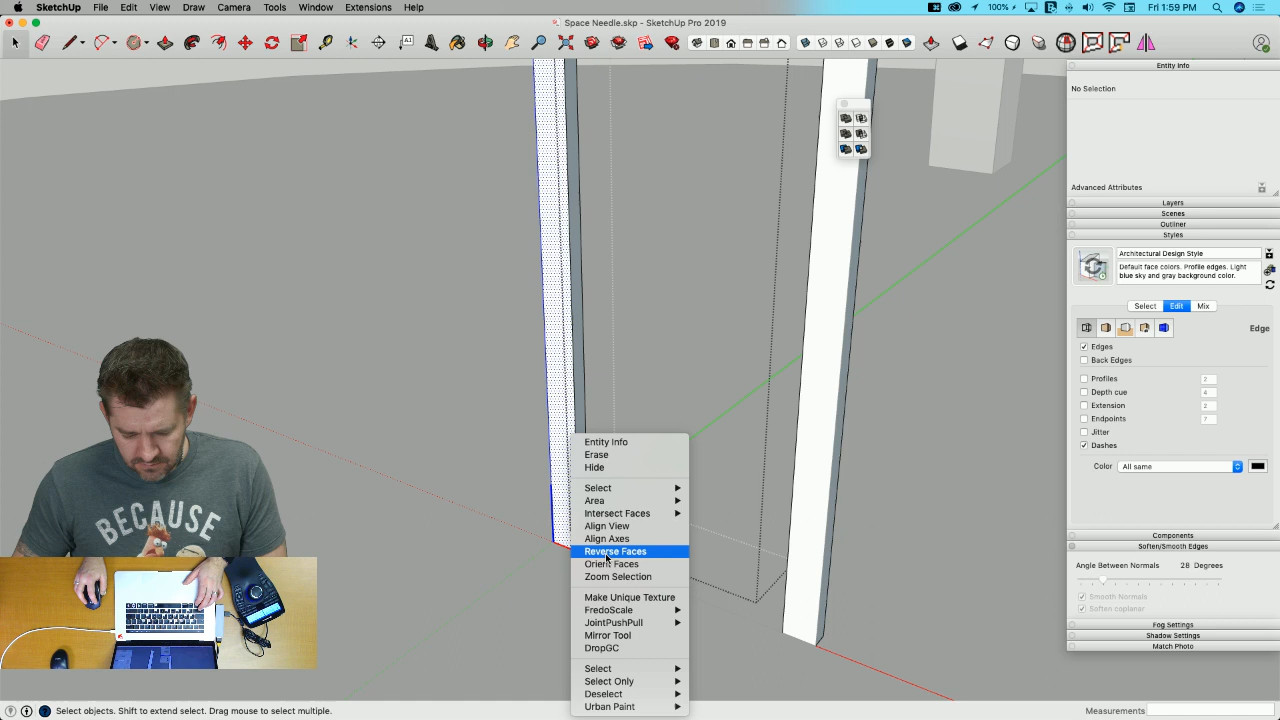 SketchUp File Edit View Draw Camera Tools Window Extensions Help 100% Fri 1:59 PM
Space Needle.skp - SketchUp Pro 2019
Entity Info
No Selection
Advanced Attributes
Layers
Scenes
Outliner
Styles
Architectural Design Style
Default face colors. Profile edges. Light
blue sky and gray background color.
Select Edit Mix
Edge
Edges
Back Edges
Profiles 2
Depth cue 4
Extension 2
Endpoints 7
Jitter
Dashes
Color All same
Components
Soften/Smooth Edges
Angle Between Normals 28 Degrees
Smooth Normals
Soften coplanar
Fog Settings
Shadow Settings
Match Photo
Entity Info
Erase
Hide
Select
Area
Intersect Faces
Align View
Align Axes
Reverse Faces
Orient Faces
Zoom Selection
Make Unique Texture
FredoScale
JointPushPull
Mirror Tool
DropGC
Select
Select Only
Deselect
Urban Paint
BECAUSE
Select objects. Shift to extend select. Drag mouse to select multiple.
Measurements